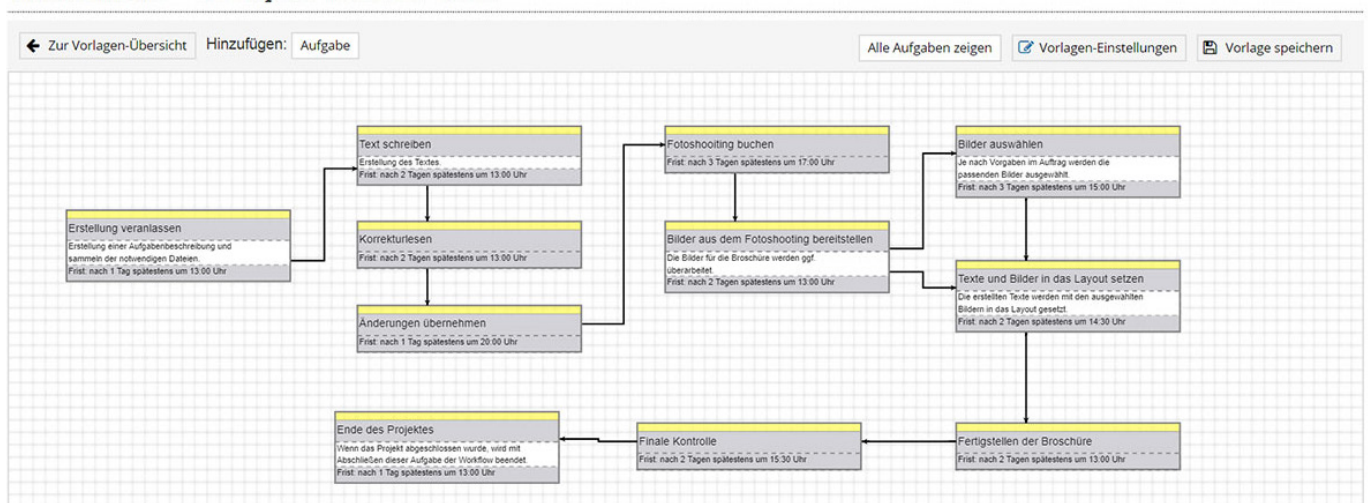 Zur Vorlagen-Übersicht
Hinzufügen:
Aufgabe
Alle Aufgaben zeigen
Vorlagen-Einstellungen
Vorlage speichern
Erstellung veranlassen
Erstellung einer Aufgabenbeschreibung und
sammeln der notwendigen Dateien.
Frist: nach 1 Tag spätestens um 13:00 Uhr
Text schreiben
Erstellung des Textes.
Frist: nach 2 Tagen spätestens um 13:00 Uhr
Korrekturlesen
Frist: nach 2 Tagen spätestens um 13:00 Uhr
Änderungen übernehmen
Frist: nach 1 Tag spätestens um 20:00 Uhr
Fotoshooiting buchen
Frist: nach 3 Tagen spätestens um 17:00 Uhr
Bilder aus dem Fotoshooting bereitstellen
Die Bilder für die Broschüre werden ggf.
überarbeitet.
Frist: nach 2 Tagen spätestens um 13:00 Uhr
Bilder auswählen
Je nach Vorgaben im Auftrag werden die
passenden Bilder ausgewählt.
Frist: nach 3 Tagen spätestens um 15:00 Uhr
Texte und Bilder in das Layout setzen
Die erstellten Texte werden mit den ausgewählten
Bildern in das Layout gesetzt.
Frist: nach 2 Tagen spätestens um 14:30 Uhr
Fertigstellen der Broschüre
Frist: nach 2 Tagen spätestens um 13:00 Uhr
Finale Kontrolle
Frist: nach 2 Tagen spätestens um 15:30 Uhr
Ende des Projektes
Wenn das Projekt abgeschlossen wurde, wird mit
Abschließen dieser Aufgabe der Workflow beendet.
Frist: nach 1 Tag spätestens um 13:00 Uhr